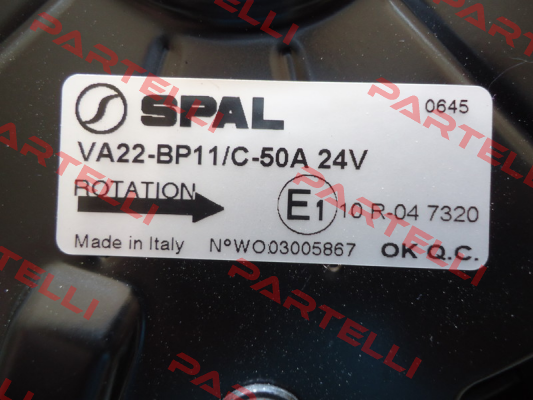 SPAL
0645
VA22-BP11/C-50A 24V
ROTATION
E1 10 R-04 7320
Made in Italy NºWO.03005867 OK Q.C.
PARTELLI
PARTELLI
PARTELLI
PARTELLI
PARTELLI